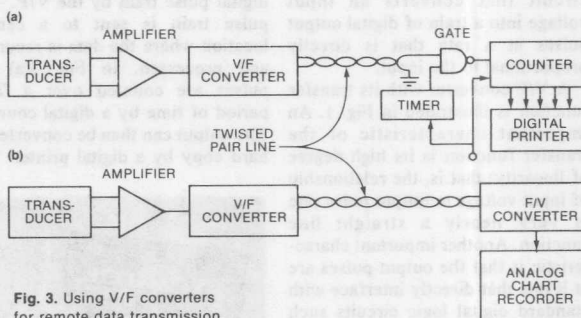 (a)
AMPLIFIER
GATE
TRANS-
DUCER
V/F
CONVERTER
COUNTER
TIMER
DIGITAL
PRINTER
TWISTED
PAIR LINE
(b)
AMPLIFIER
TRANS-
DUCER
V/F
CONVERTER
F/V
CONVERTER
ANALOG
CHART
RECORDER
Fig. 3. Using V/F converters
for remote data transmission